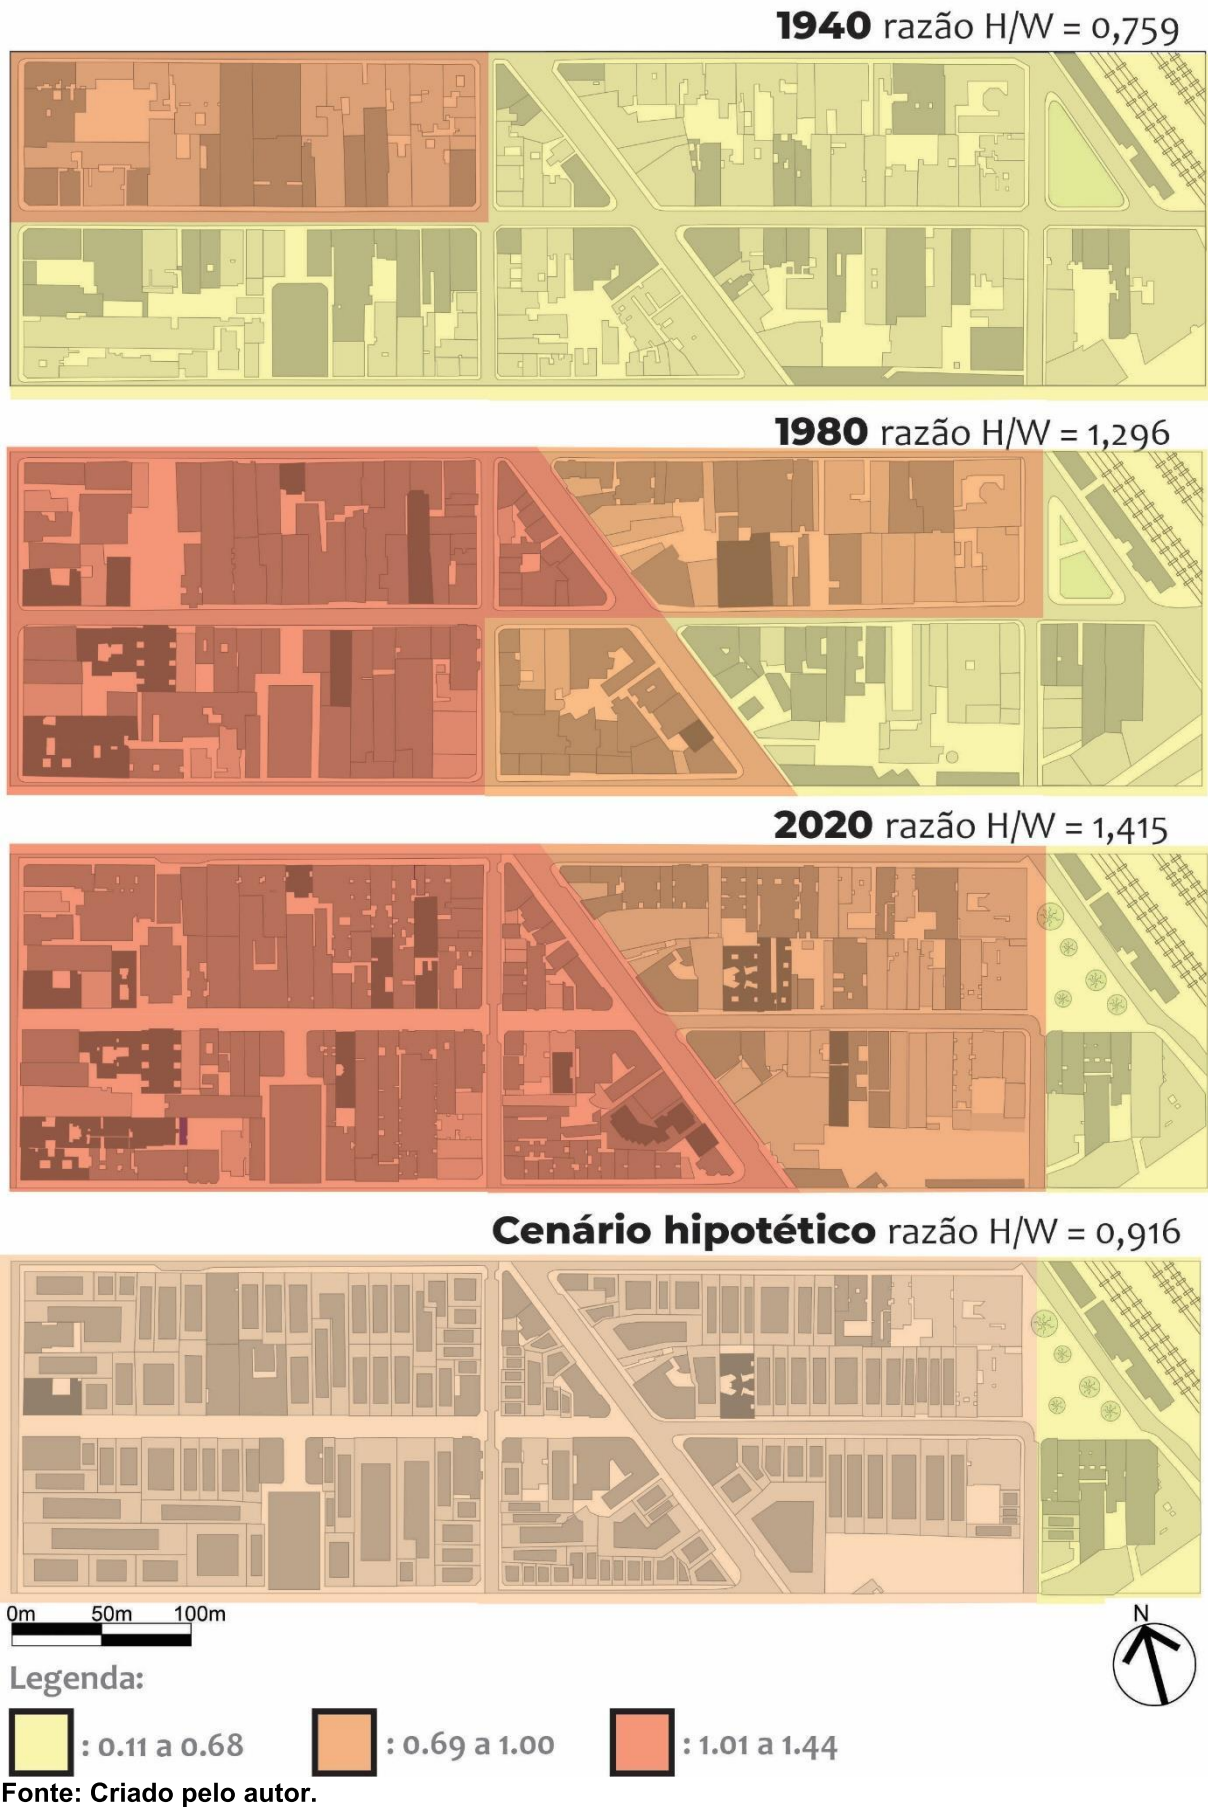 1940 razão H/W = 0,759
1980 razão H/W = 1,296
2020 razão H/W = 1,415
Cenário hipotético razão H/W = 0,916
0m 50m 100m
N
Legenda:
: 0.11 a 0.68 : 0.69 a 1.00 : 1.01 a 1.44
Fonte: Criado pelo autor.